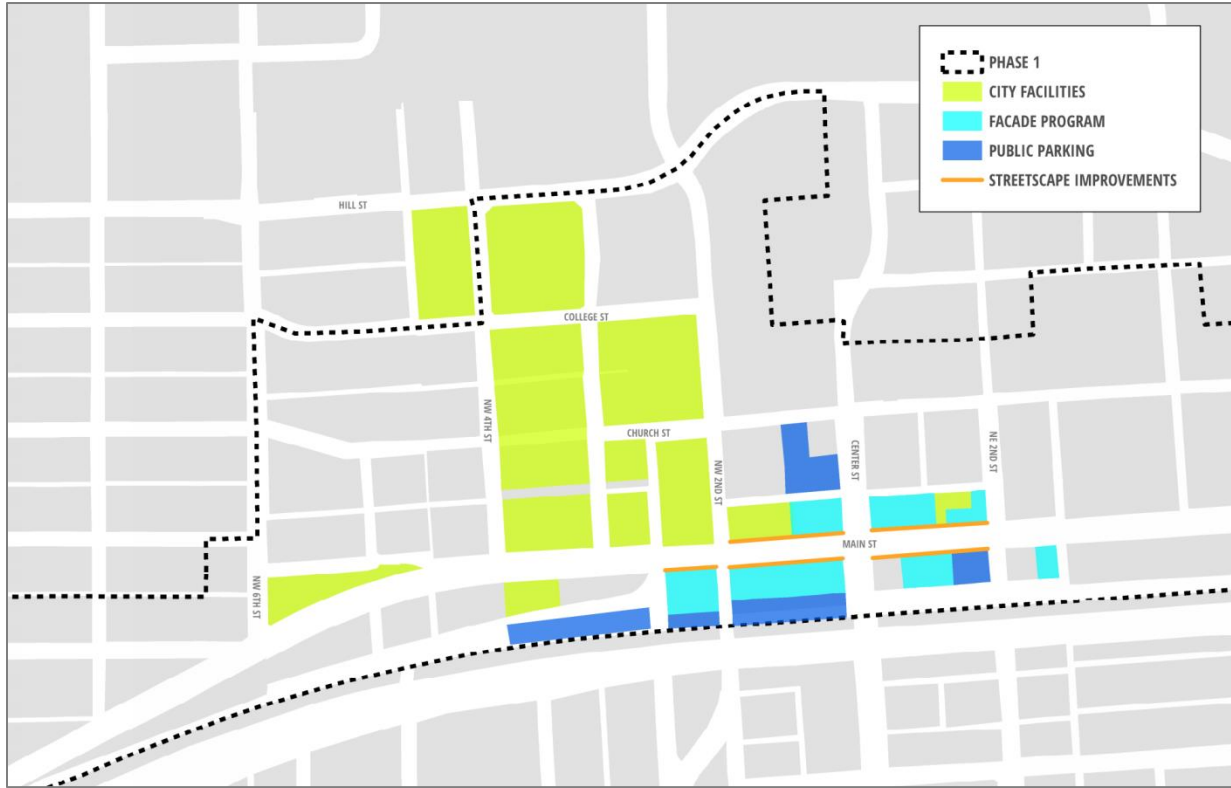 PHASE 1
CITY FACILITIES
FACADE PROGRAM
PUBLIC PARKING
STREETSCAPE IMPROVEMENTS
HILL ST
COLLEGE ST
NW 4TH ST
CHURCH ST
NW 2ND ST
CENTER ST
NE 2ND ST
MAIN ST
NW 6TH ST